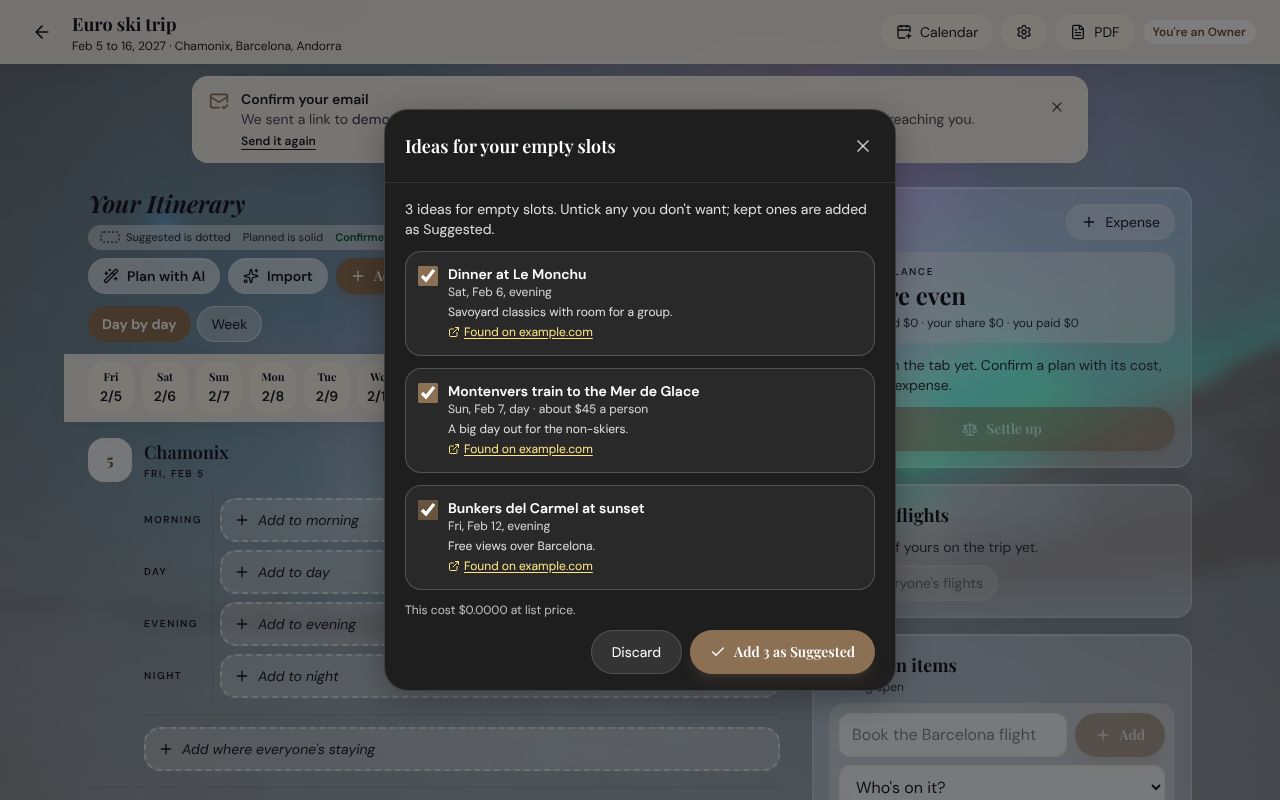 Euro ski trip
Feb 5 to 16, 2027 · Chamonix, Barcelona, Andorra
Calendar
PDF
You're an Owner
Confirm your email
We sent a link to demo
reaching you.
Send it again
Ideas for your empty slots
3 ideas for empty slots. Untick any you don't want; kept ones are added
as Suggested.
Dinner at Le Monchu
Sat, Feb 6, evening
Savoyard classics with room for a group.
Found on example.com
Montenvers train to the Mer de Glace
Sun, Feb 7, day · about $45 a person
A big day out for the non-skiers.
Found on example.com
Bunkers del Carmel at sunset
Fri, Feb 12, evening
Free views over Barcelona.
Found on example.com
This cost $0.0000 at list price.
Discard
Add 3 as Suggested
Your Itinerary
Suggested is dotted Planned is solid Confirme
Plan with AI
Import
Day by day
Week
Fri
2/5
Sat
2/6
Sun
2/7
Mon
2/8
Tue
2/9
5
Chamonix
FRI, FEB 5
MORNING
Add to morning
DAY
Add to day
EVENING
Add to evening
NIGHT
Add to night
Add where everyone's staying
Expense
LANCE
re even
$0 · your share $0 · you paid $0
the tab yet. Confirm a plan with its cost,
expense.
Settle up
flights
f yours on the trip yet.
ryone's flights
n items
open
Book the Barcelona flight
Add
Who's on it?